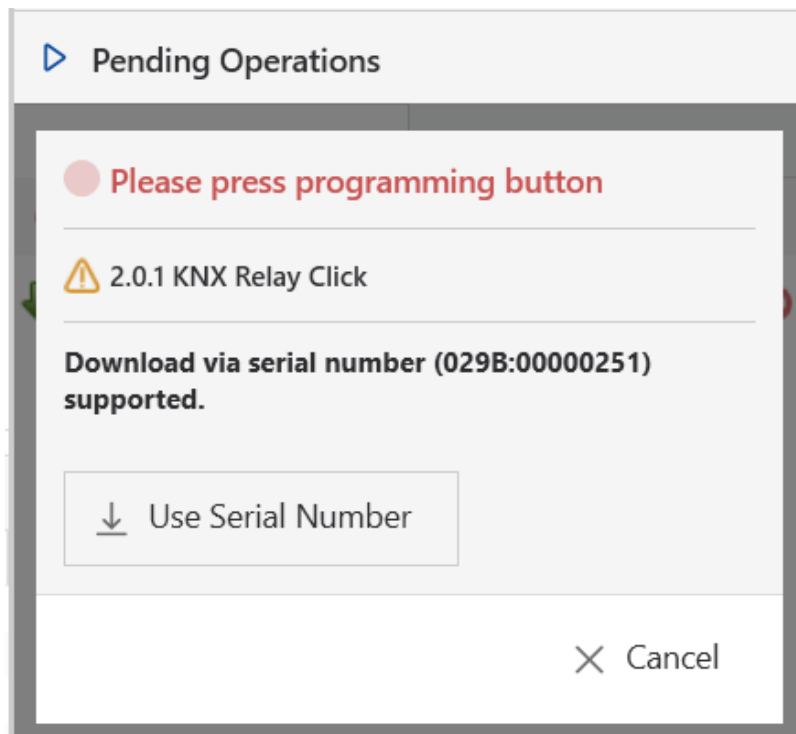 Pending Operations
Please press programming button
2.0.1 KNX Relay Click
Download via serial number (029B:00000251)
supported.
Use Serial Number
Cancel